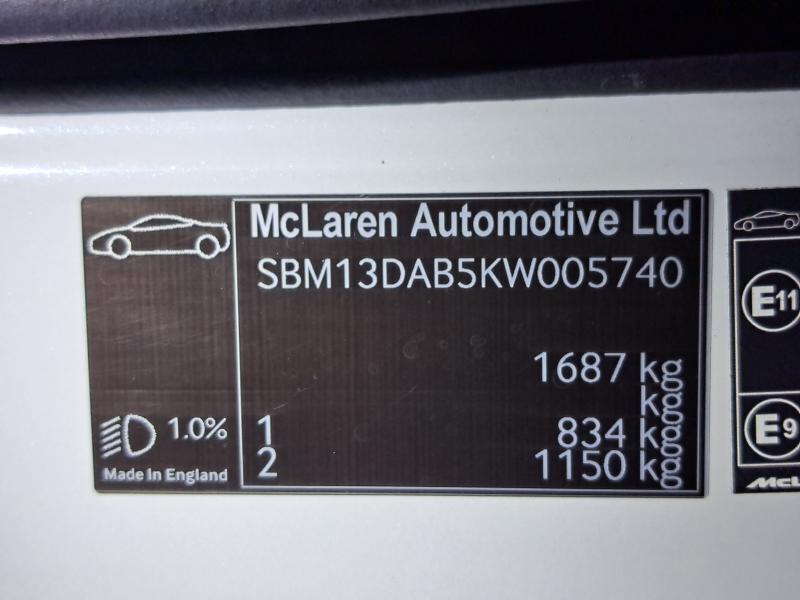 McLaren Automotive Ltd
SBM13DAB5KW005740
1687 kg
kg
1.0%
1 834 kg
2 1150 kg
Made In England
E11
E9
McL